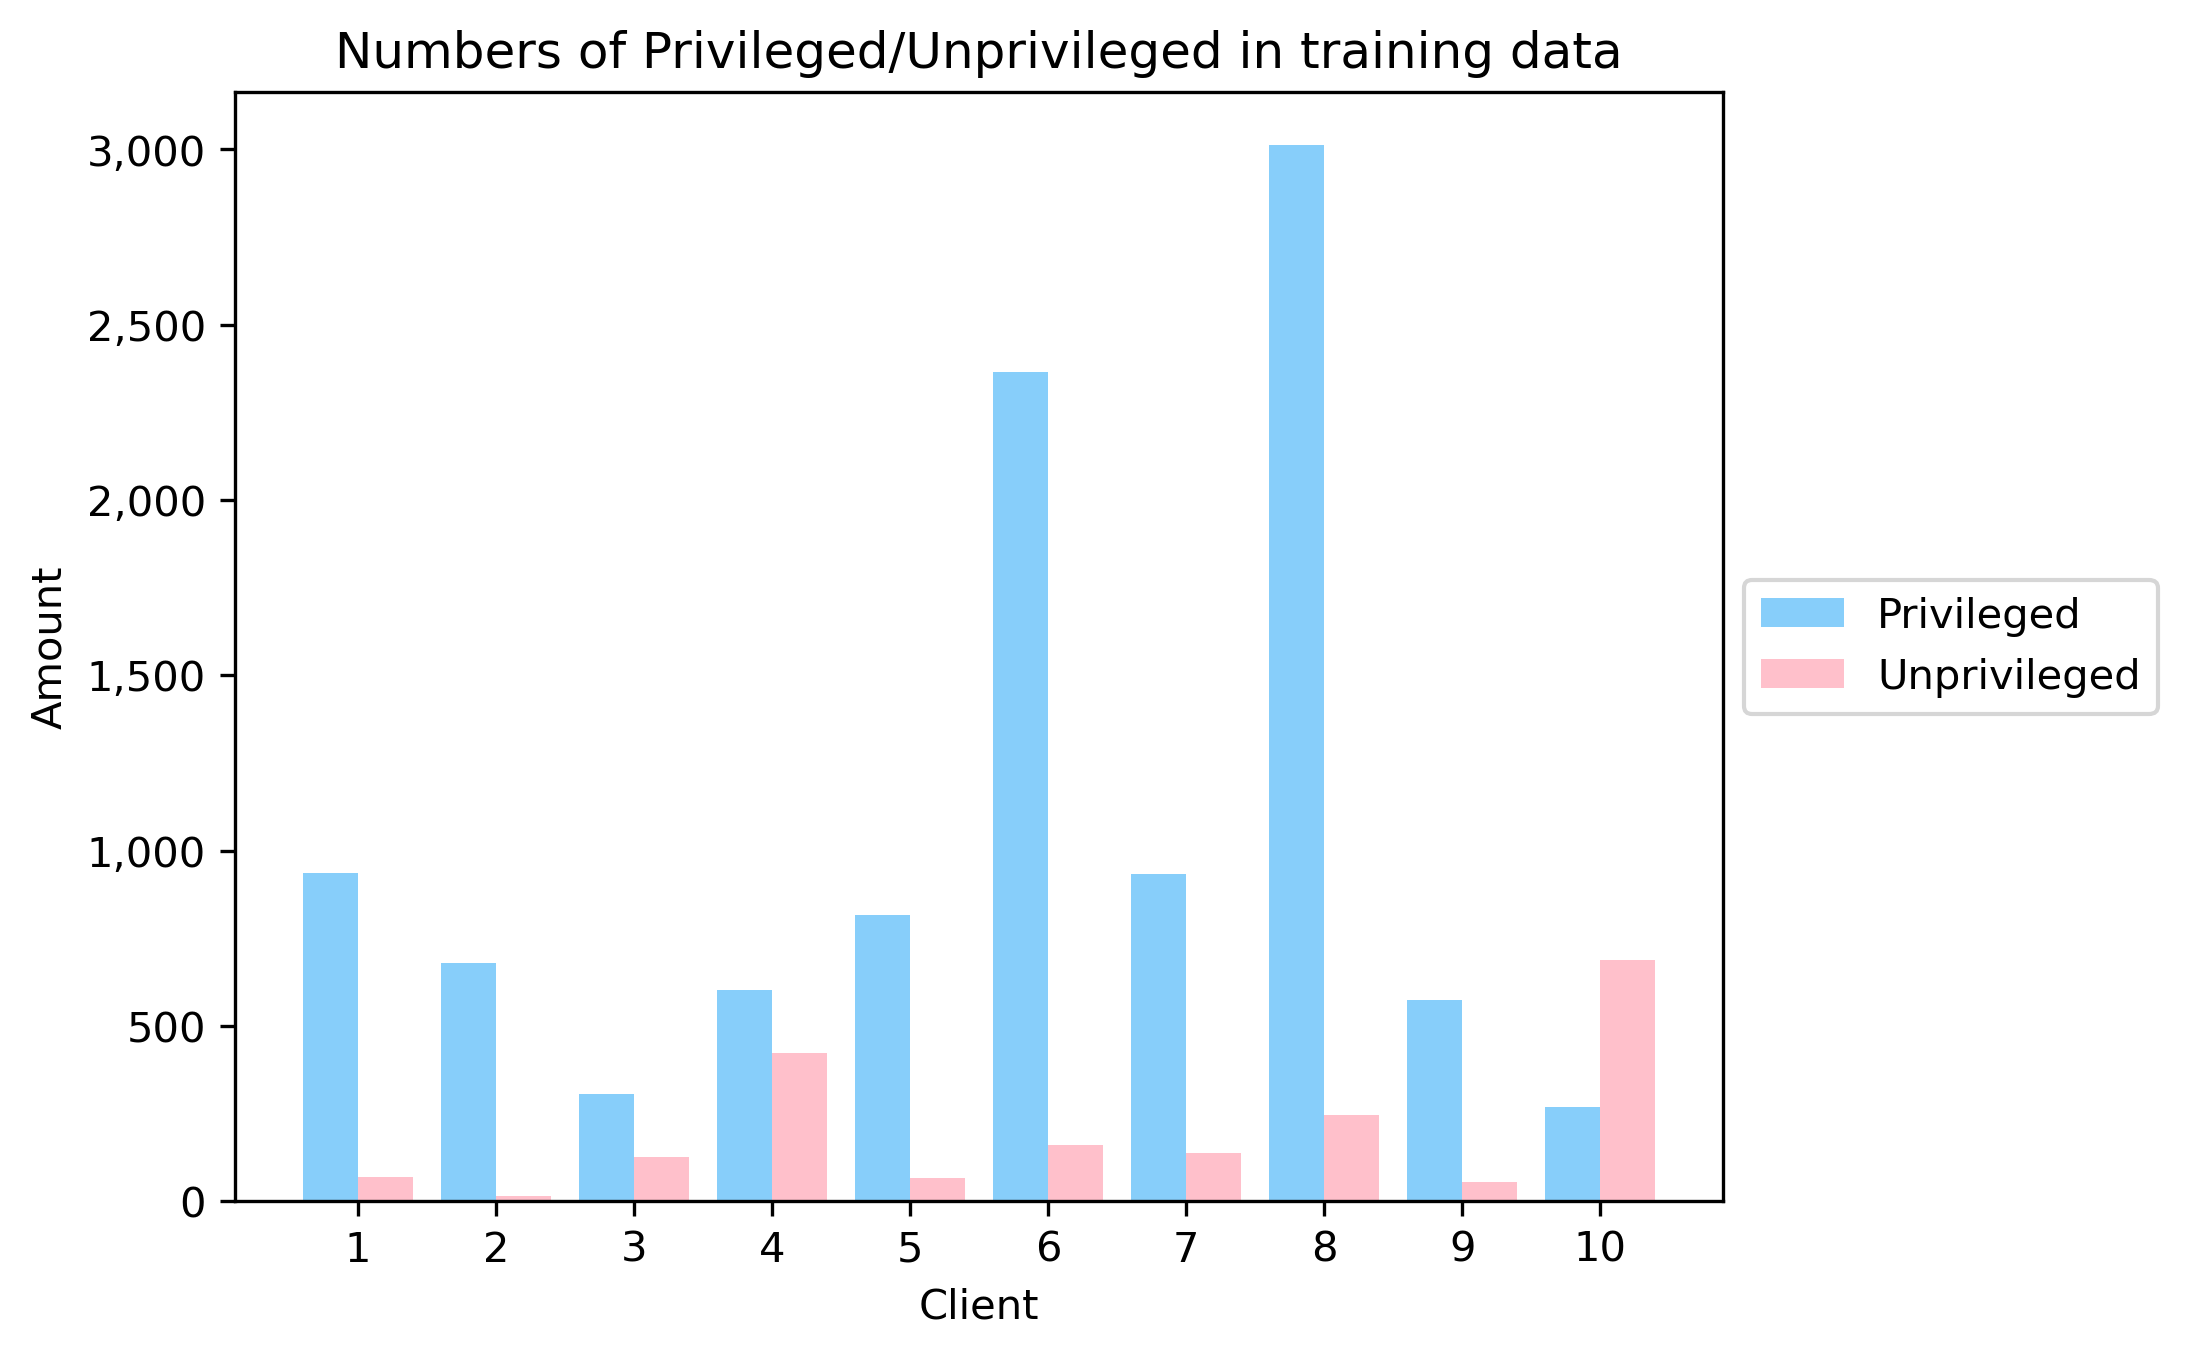 Numbers of Privileged/Unprivileged in training data
3,000
2,500
2,000
1,500
1,000
500
0
Amount
1 2 3 4 5 6 7 8 9 10
Client
Privileged
Unprivileged